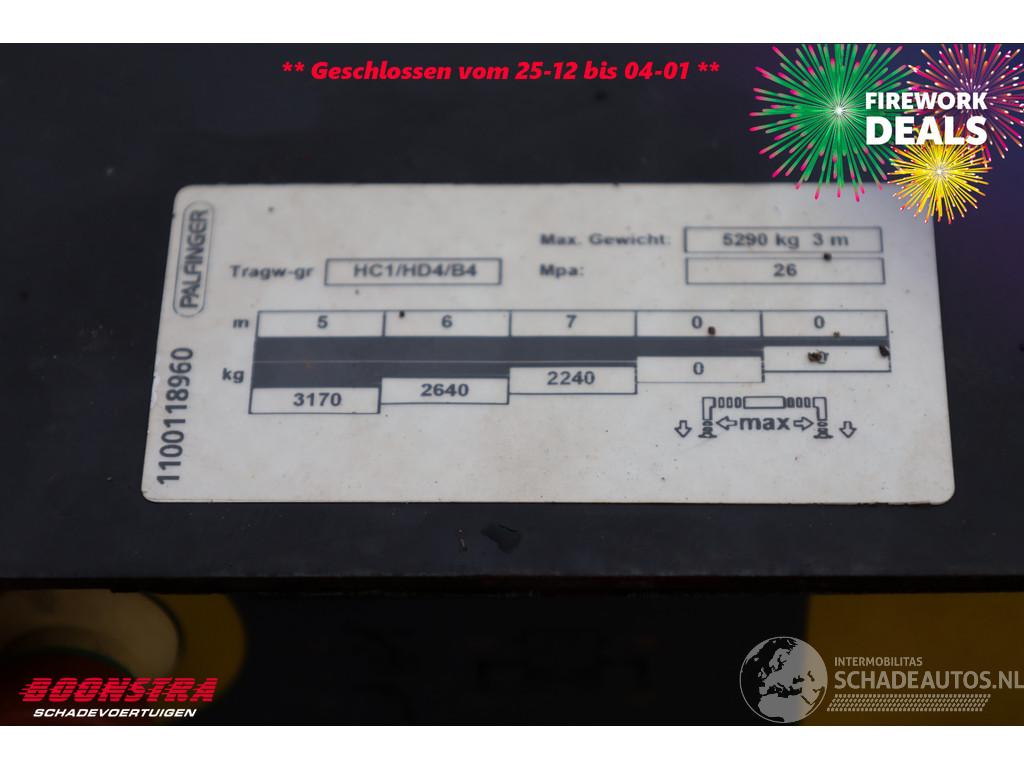 ** Geschlossen vom 25-12 bis 04-01 **
FIREWORK
DEALS
PALFINGER
Max. Gewicht: 5290 kg 3 m
Tragw-gr HC1/HD4/B4 Mpa: 26
m 5 6 7 0 0
kg 3170 2640 2240 0
max
1100118960
BOONSTRA
SCHADEVOERTUIGEN
INTERMOBILITAS
SCHADEAUTOS.NL